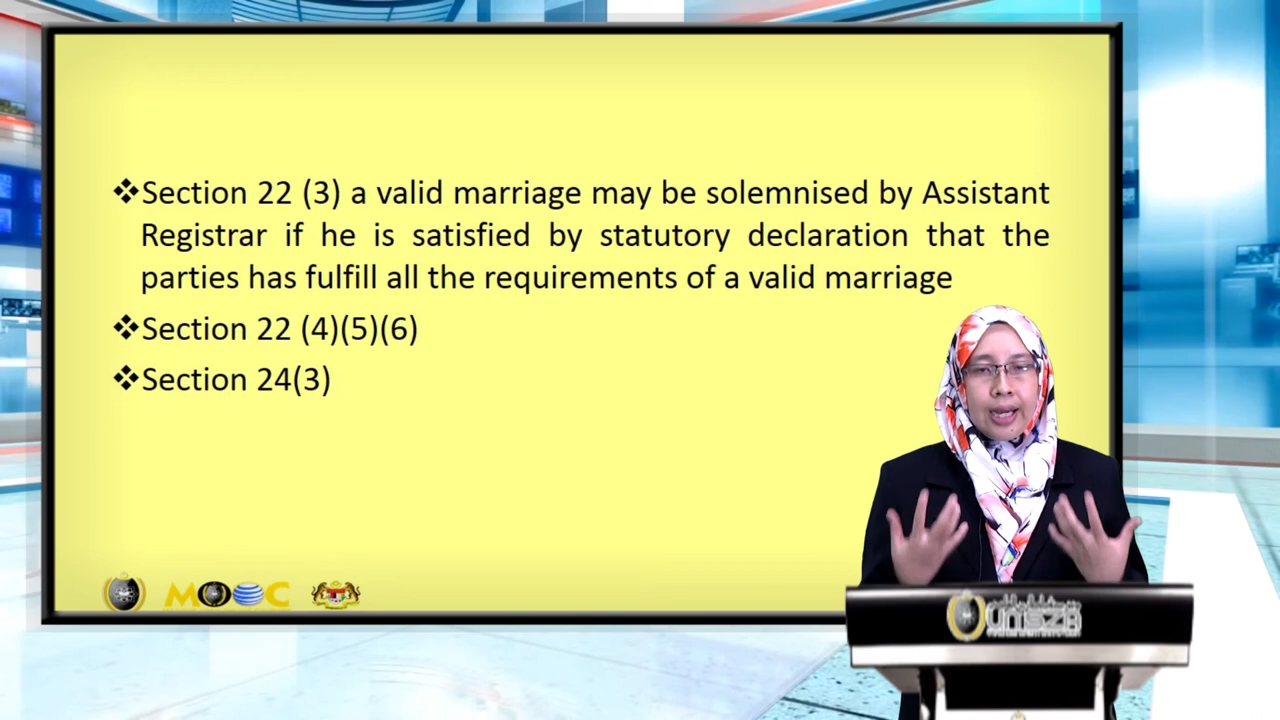 ❖Section 22 (3) a valid marriage may be solemnised by Assistant
Registrar if he is satisfied by statutory declaration that the
parties has fulfill all the requirements of a valid marriage
❖Section 22 (4)(5)(6)
❖Section 24(3)
MOOC
UniSZA